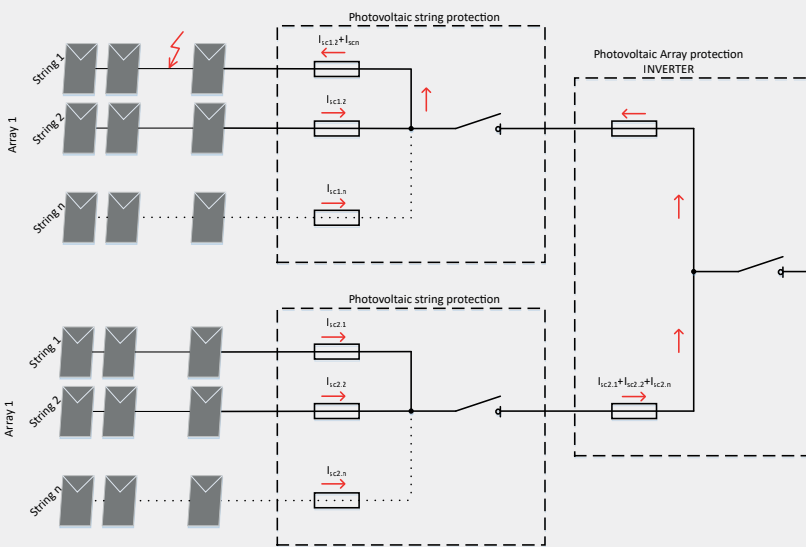 Photovoltaic string protection
Isc1.2+Iscn
String 1
Isc1.2
String 2
Array 1
Isc1.n
String n
Photovoltaic Array protection
INVERTER
Photovoltaic string protection
Isc2.1
String 1
Isc2.2
String 2
Array 1
Isc2.n
String n
Isc2.1+Isc2.2+Isc2.n